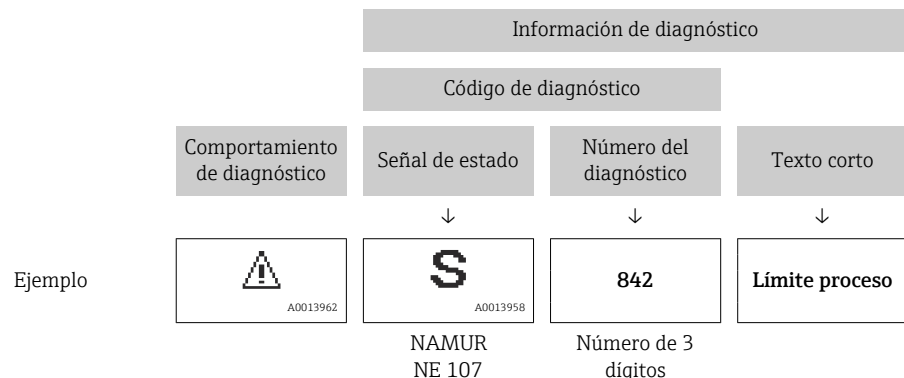 Información de diagnóstico
Código de diagnóstico
Comportamiento
de diagnóstico
Señal de estado
Número del
diagnóstico
Texto corto
↓
↓
↓
Ejemplo
A0013962
S
A0013958
842
Límite proceso
NAMUR
NE 107
Número de 3
dígitos